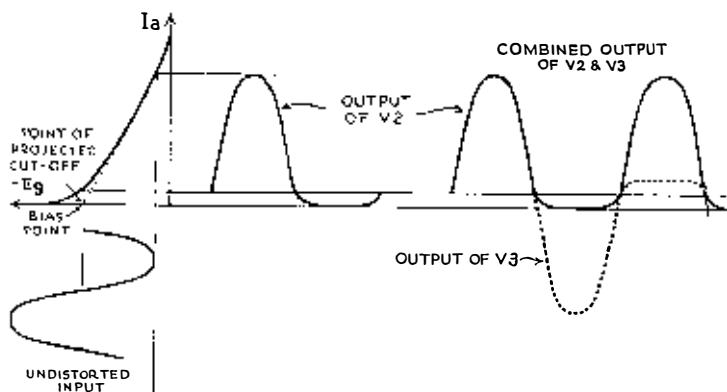 Ia
COMBINED OUTPUT
OF V2 & V3
OUTPUT
OF V2
POINT OF
PROJECTED
CUT-OFF
-Eg
BIAS
POINT
OUTPUT OF V3
UNDISTORTED
INPUT